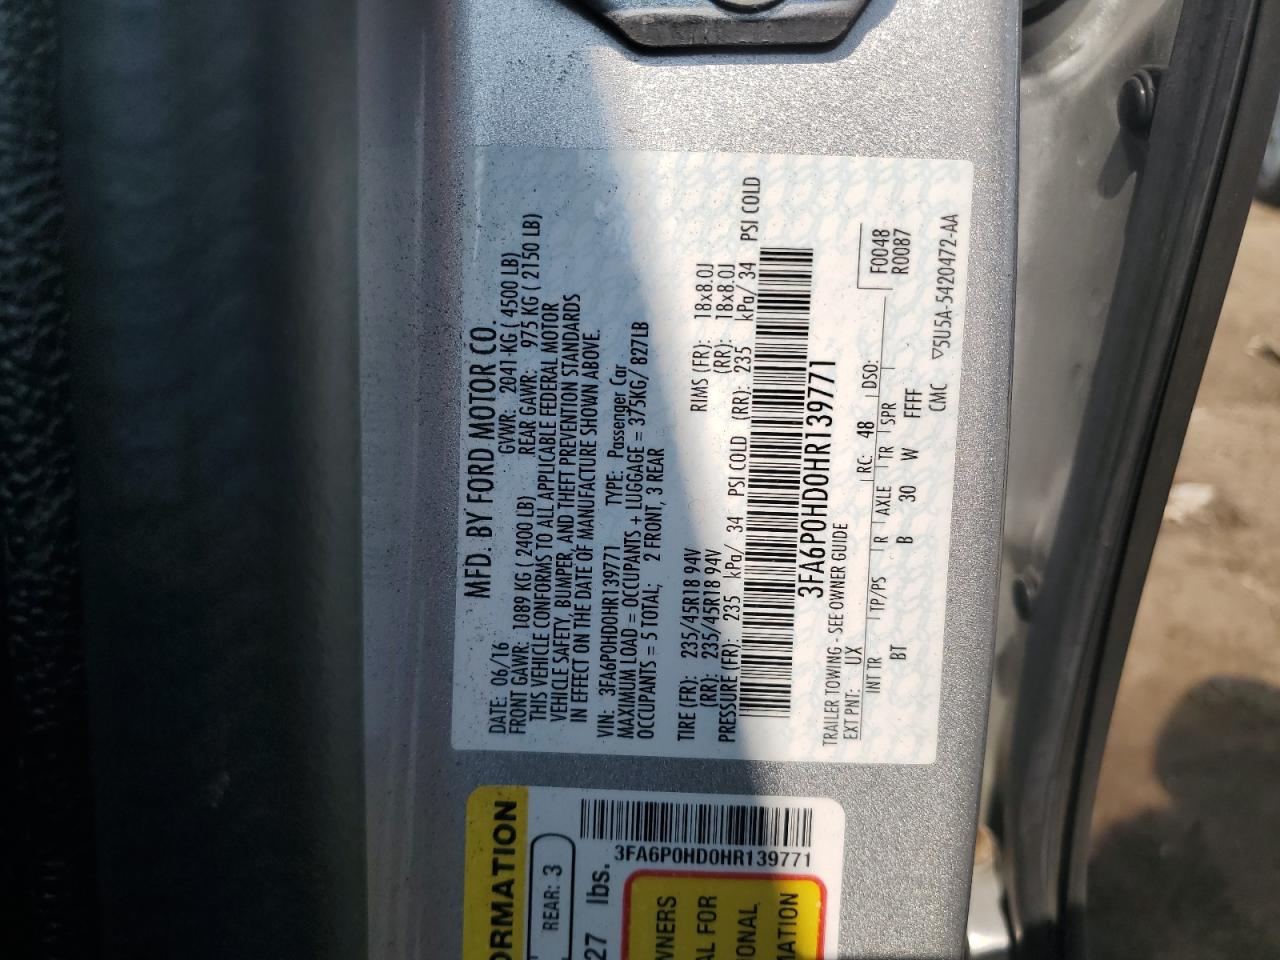 MFD. BY FORD MOTOR CO.
DATE: 06/16 GVWR: 2041 KG ( 4500 LB)
FRONT GAWR: 1089 KG ( 2400 LB) REAR GAWR: 975 KG ( 2150 LB)
THIS VEHICLE CONFORMS TO ALL APPLICABLE FEDERAL MOTOR
VEHICLE SAFETY, BUMPER, AND THEFT PREVENTION STANDARDS
IN EFFECT ON THE DATE OF MANUFACTURE SHOWN ABOVE.
VIN: 3FA6P0HD0HR139771 TYPE: Passenger Car
MAXIMUM LOAD = OCCUPANTS + LUGGAGE = 375KG/ 827LB
OCCUPANTS = 5 TOTAL; 2 FRONT, 3 REAR
TIRE (FR): 235/45R18 94V RIMS (FR): 18x8.0J
(RR): 235/45R18 94V (RR): 18x8.0J
PRESSURE (FR): 235 kPa/ 34 PSI COLD (RR): 235 kPa/ 34 PSI COLD
3FA6P0HD0HR139771
TRAILER TOWING - SEE OWNER GUIDE
EXT PNT: UX RC: 48 DSO:
F0048
R0087
INT TR TP/PS R AXLE TR SPR
BT B 30 W FFFF
CMC ▽5U5A-5420472-AA
3FA6P0HD0HR139771
ORMATION
REAR: 3
27 lbs.
WNERS
AL FOR
ONAL
MATION